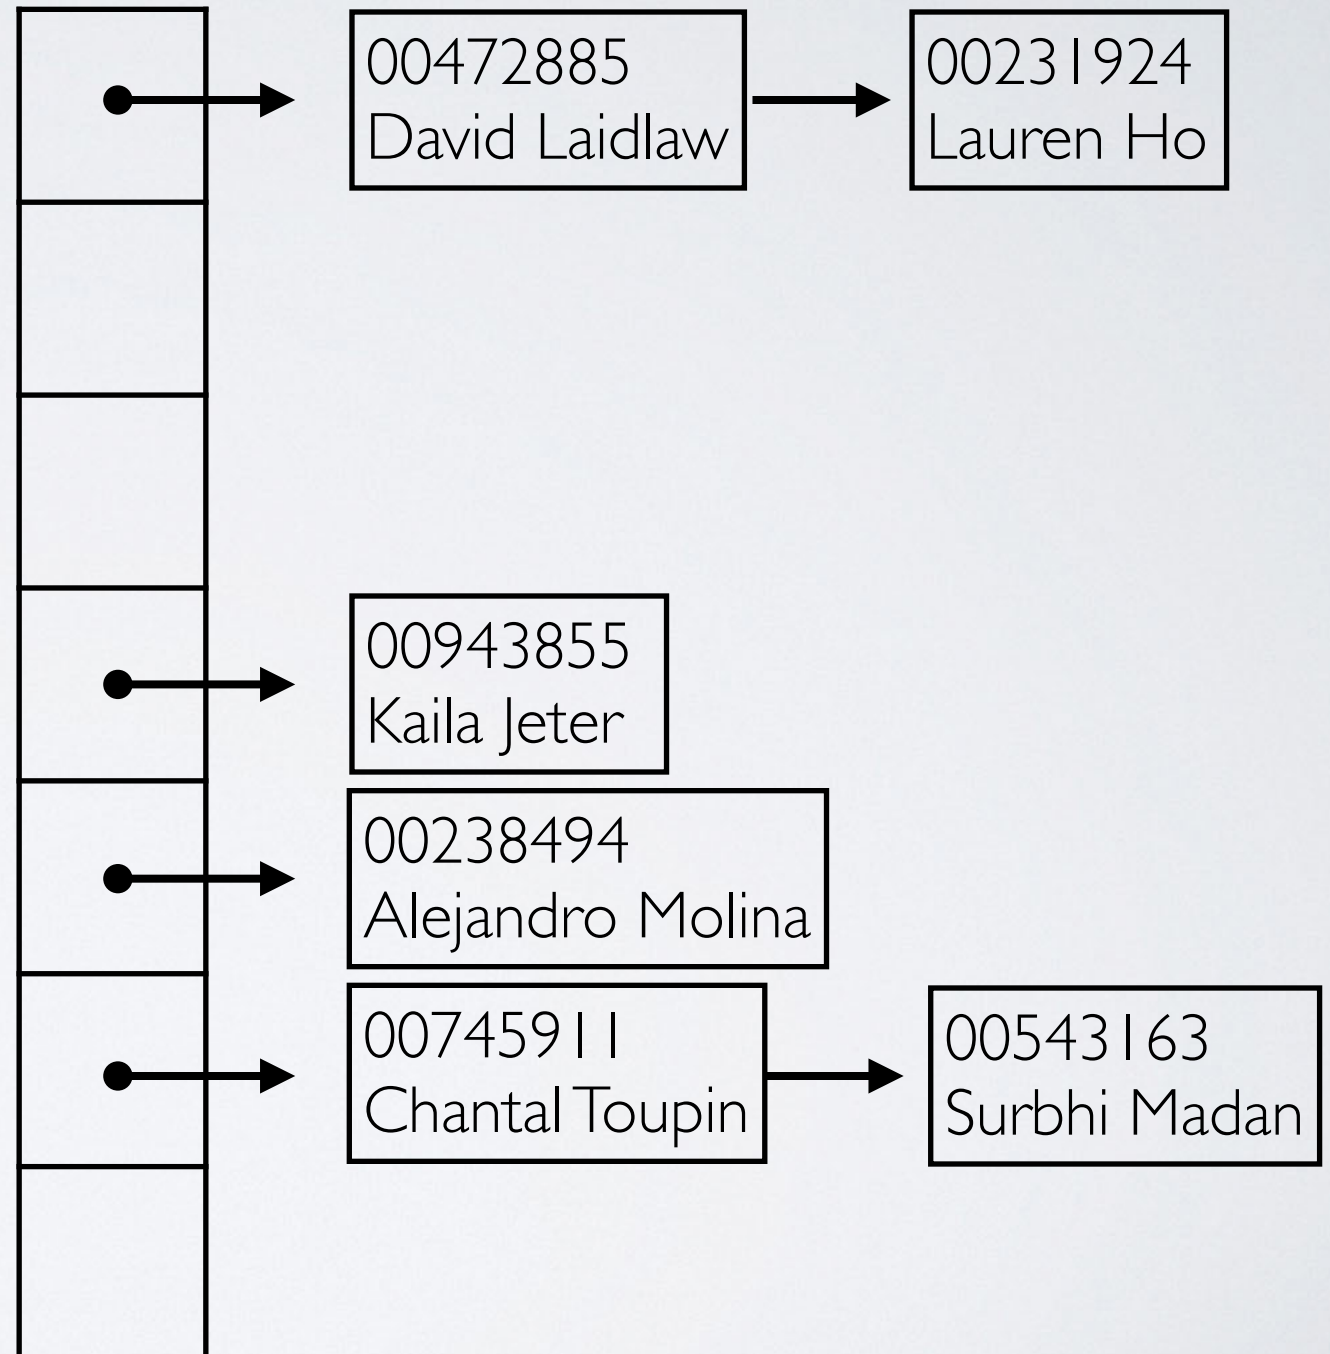 00472885
David Laidlaw
00231924
Lauren Ho
00943855
Kaila Jeter
00238494
Alejandro Molina
00745911
Chantal Toupin
00543163
Surbhi Madan